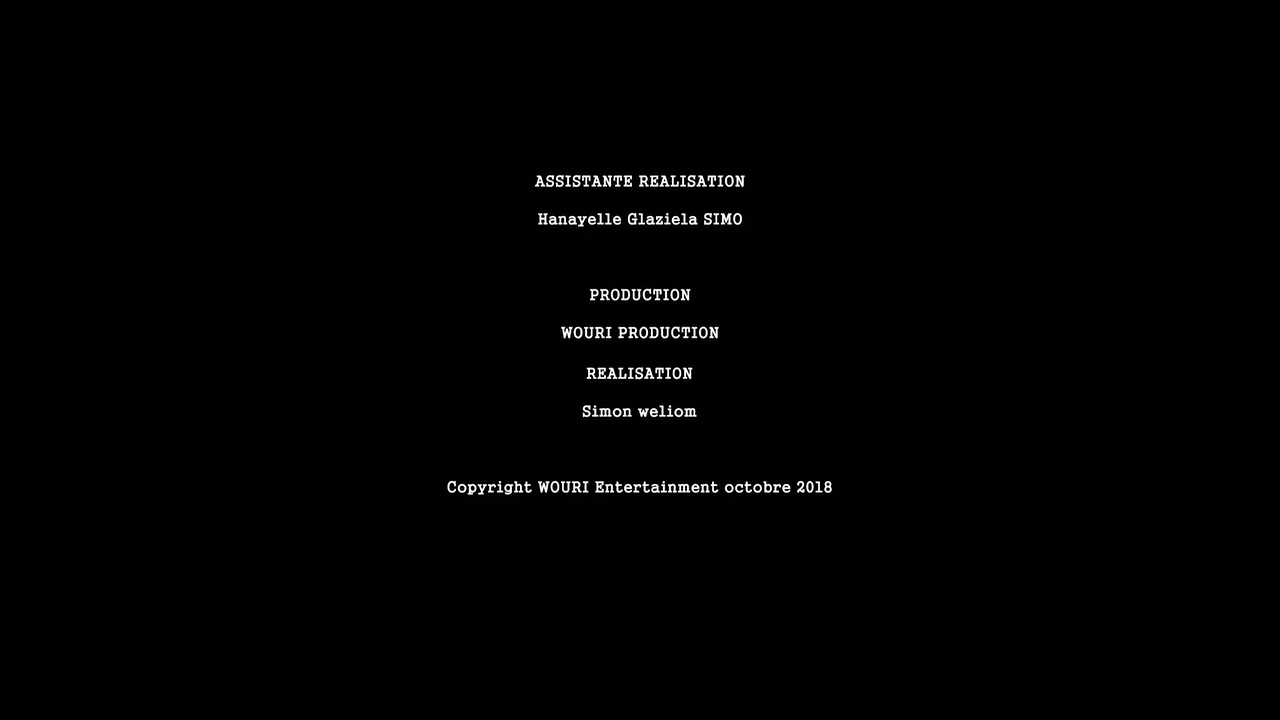 ASSISTANTE REALISATION
Hanayelle Glaziela SIMO
PRODUCTION
WOURI PRODUCTION
REALISATION
Simon weliom
Copyright WOURI Entertainment octobre 2018